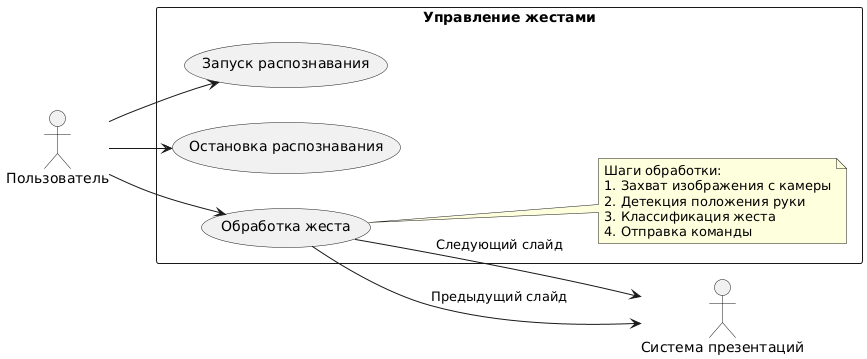 Управление жестами
Запуск распознавания
Пользователь
Остановка распознавания
Шаги обработки:
1. Захват изображения с камеры
2. Детекция положения руки
3. Классификация жеста
4. Отправка команды
Обработка жеста
Следующий слайд
Предыдущий слайд
Система презентаций